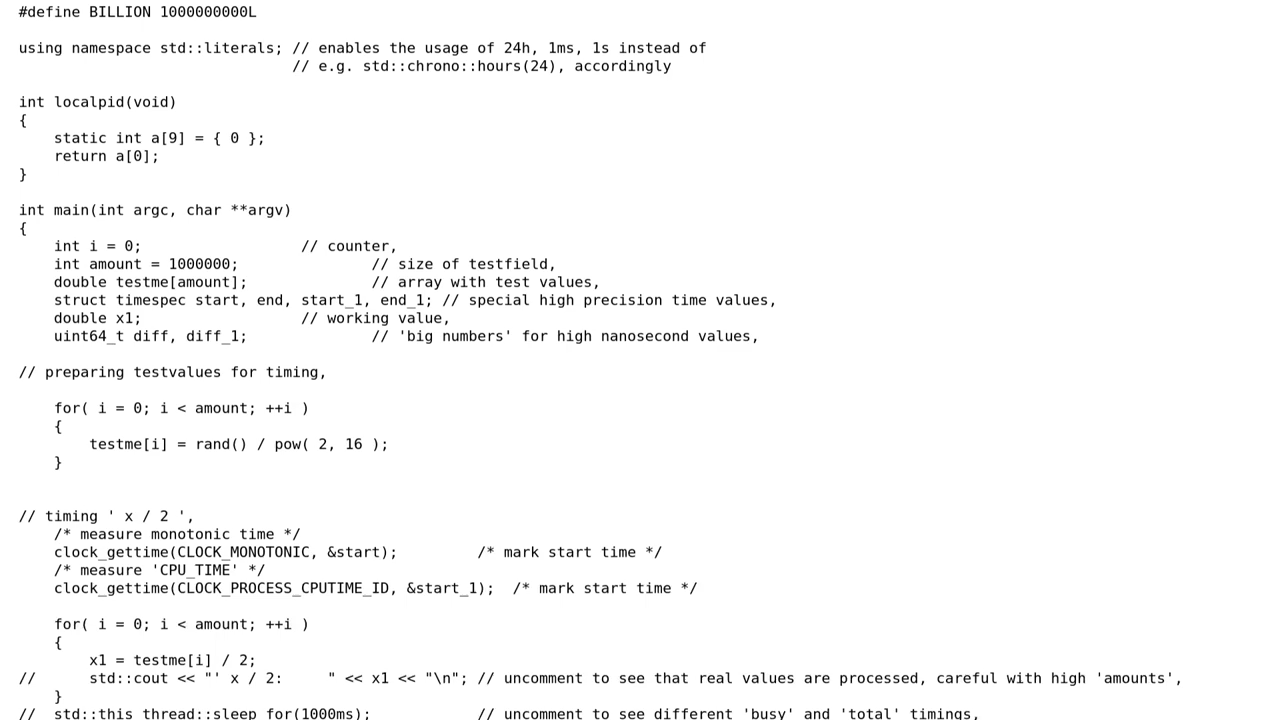 #define BILLION 1000000000L

using namespace std::literals; // enables the usage of 24h, 1ms, 1s instead of
                               // e.g. std::chrono::hours(24), accordingly

int localpid(void)
{
    static int a[9] = { 0 };
    return a[0];
}

int main(int argc, char **argv)
{
    int i = 0;                  // counter,
    int amount = 1000000;               // size of testfield,
    double testme[amount];              // array with test values,
    struct timespec start, end, start_1, end_1; // special high precision time values,
    double x1;                  // working value,
    uint64_t diff, diff_1;              // 'big numbers' for high nanosecond values,

// preparing testvalues for timing,

    for( i = 0; i < amount; ++i )
    {
        testme[i] = rand() / pow( 2, 16 );
    }


// timing ' x / 2 ',
    /* measure monotonic time */
    clock_gettime(CLOCK_MONOTONIC, &start);         /* mark start time */
    /* measure 'CPU_TIME' */
    clock_gettime(CLOCK_PROCESS_CPUTIME_ID, &start_1);  /* mark start time */

    for( i = 0; i < amount; ++i )
    {
        x1 = testme[i] / 2;
//      std::cout << "' x / 2:     " << x1 << "\n"; // uncomment to see that real values are processed, careful with high 'amounts',
    }
//  std::this_thread::sleep_for(1000ms);            // uncomment to see different 'busy' and 'total' timings,